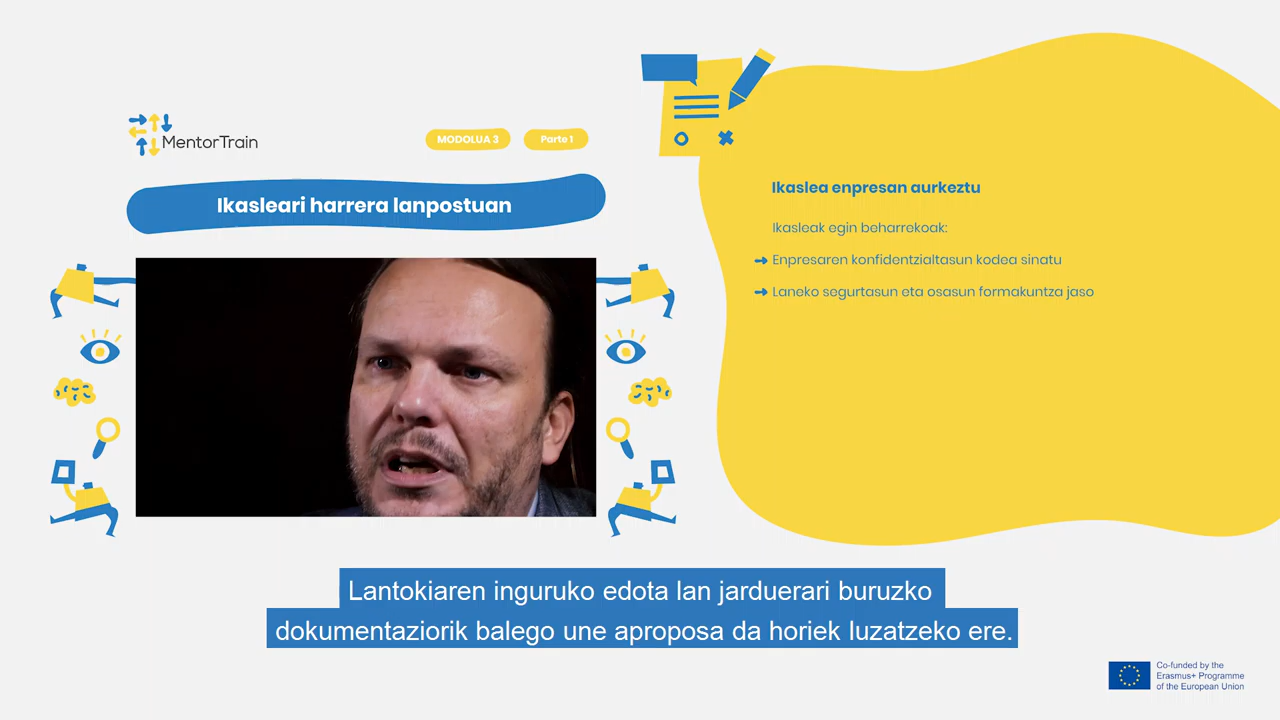 MentorTrain
MODOLUA 3
Parte 1
Ikasleari harrera lanpostuan
Ikaslea enpresan aurkeztu
Ikasleak egin beharrekoak:
Enpresaren konfidentzialtasun kodea sinatu
Laneko segurtasun eta osasun formakuntza jaso
Lantokiaren inguruko edota lan jarduerari buruzko
dokumentaziorik balego une aproposa da horiek luzatzeko ere.
Co-funded by the
Erasmus+ Programme
of the European Union